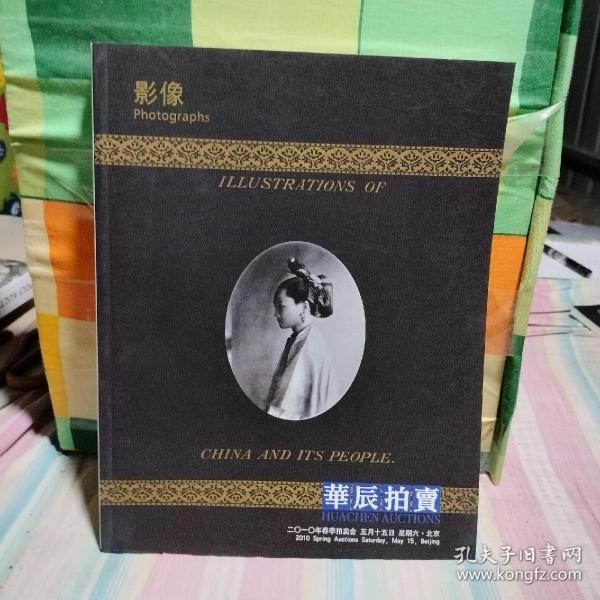 影像
Photographs
ILLUSTRATIONS OF
CHINA AND ITS PEOPLE.
華辰拍賣
HUACHEN AUCTIONS
二〇一〇年春季拍卖会 五月十五日 星期六·北京
2010 Spring Auctions Saturday, May 15, Beijing
孔夫子旧书网
www.kongfz.com